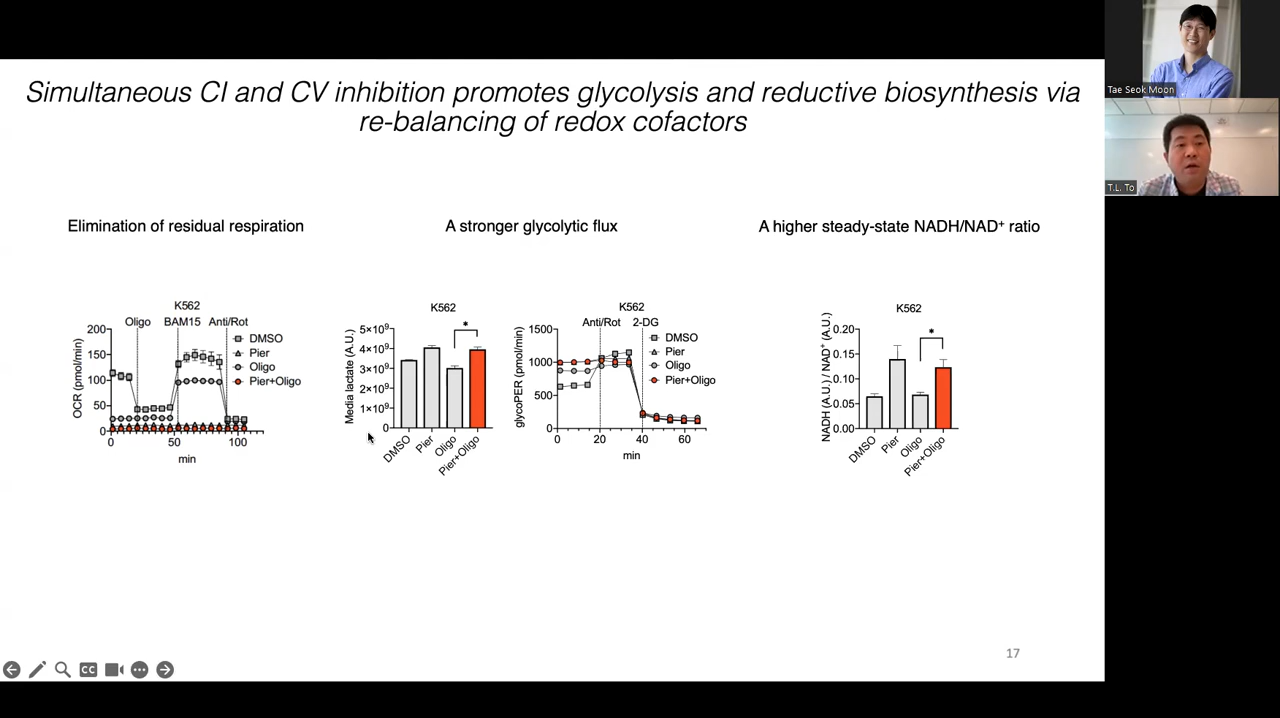 Simultaneous CI and CV inhibition promotes glycolysis and reductive biosynthesis via
re-balancing of redox cofactors
Tae Seok Moon
T.L. To
Elimination of residual respiration
A stronger glycolytic flux
A higher steady-state NADH/NAD⁺ ratio
K562
Oligo BAM15 Anti/Rot
OCR (pmol/min)
200
150
100
50
0
0 50 100
min
DMSO
Pier
Oligo
Pier+Oligo
K562
Media lactate (A.U.)
5×10⁹
4×10⁹
3×10⁹
2×10⁹
1×10⁹
0
*
DMSO
Pier
Oligo
Pier+Oligo
K562
Anti/Rot 2-DG
glycoPER (pmol/min)
1500
1000
500
0
0 20 40 60
min
DMSO
Pier
Oligo
Pier+Oligo
K562
NADH (A.U.) / NAD⁺ (A.U.)
0.20
0.15
0.10
0.05
0.00
*
DMSO
Pier
Oligo
Pier+Oligo
17
CC